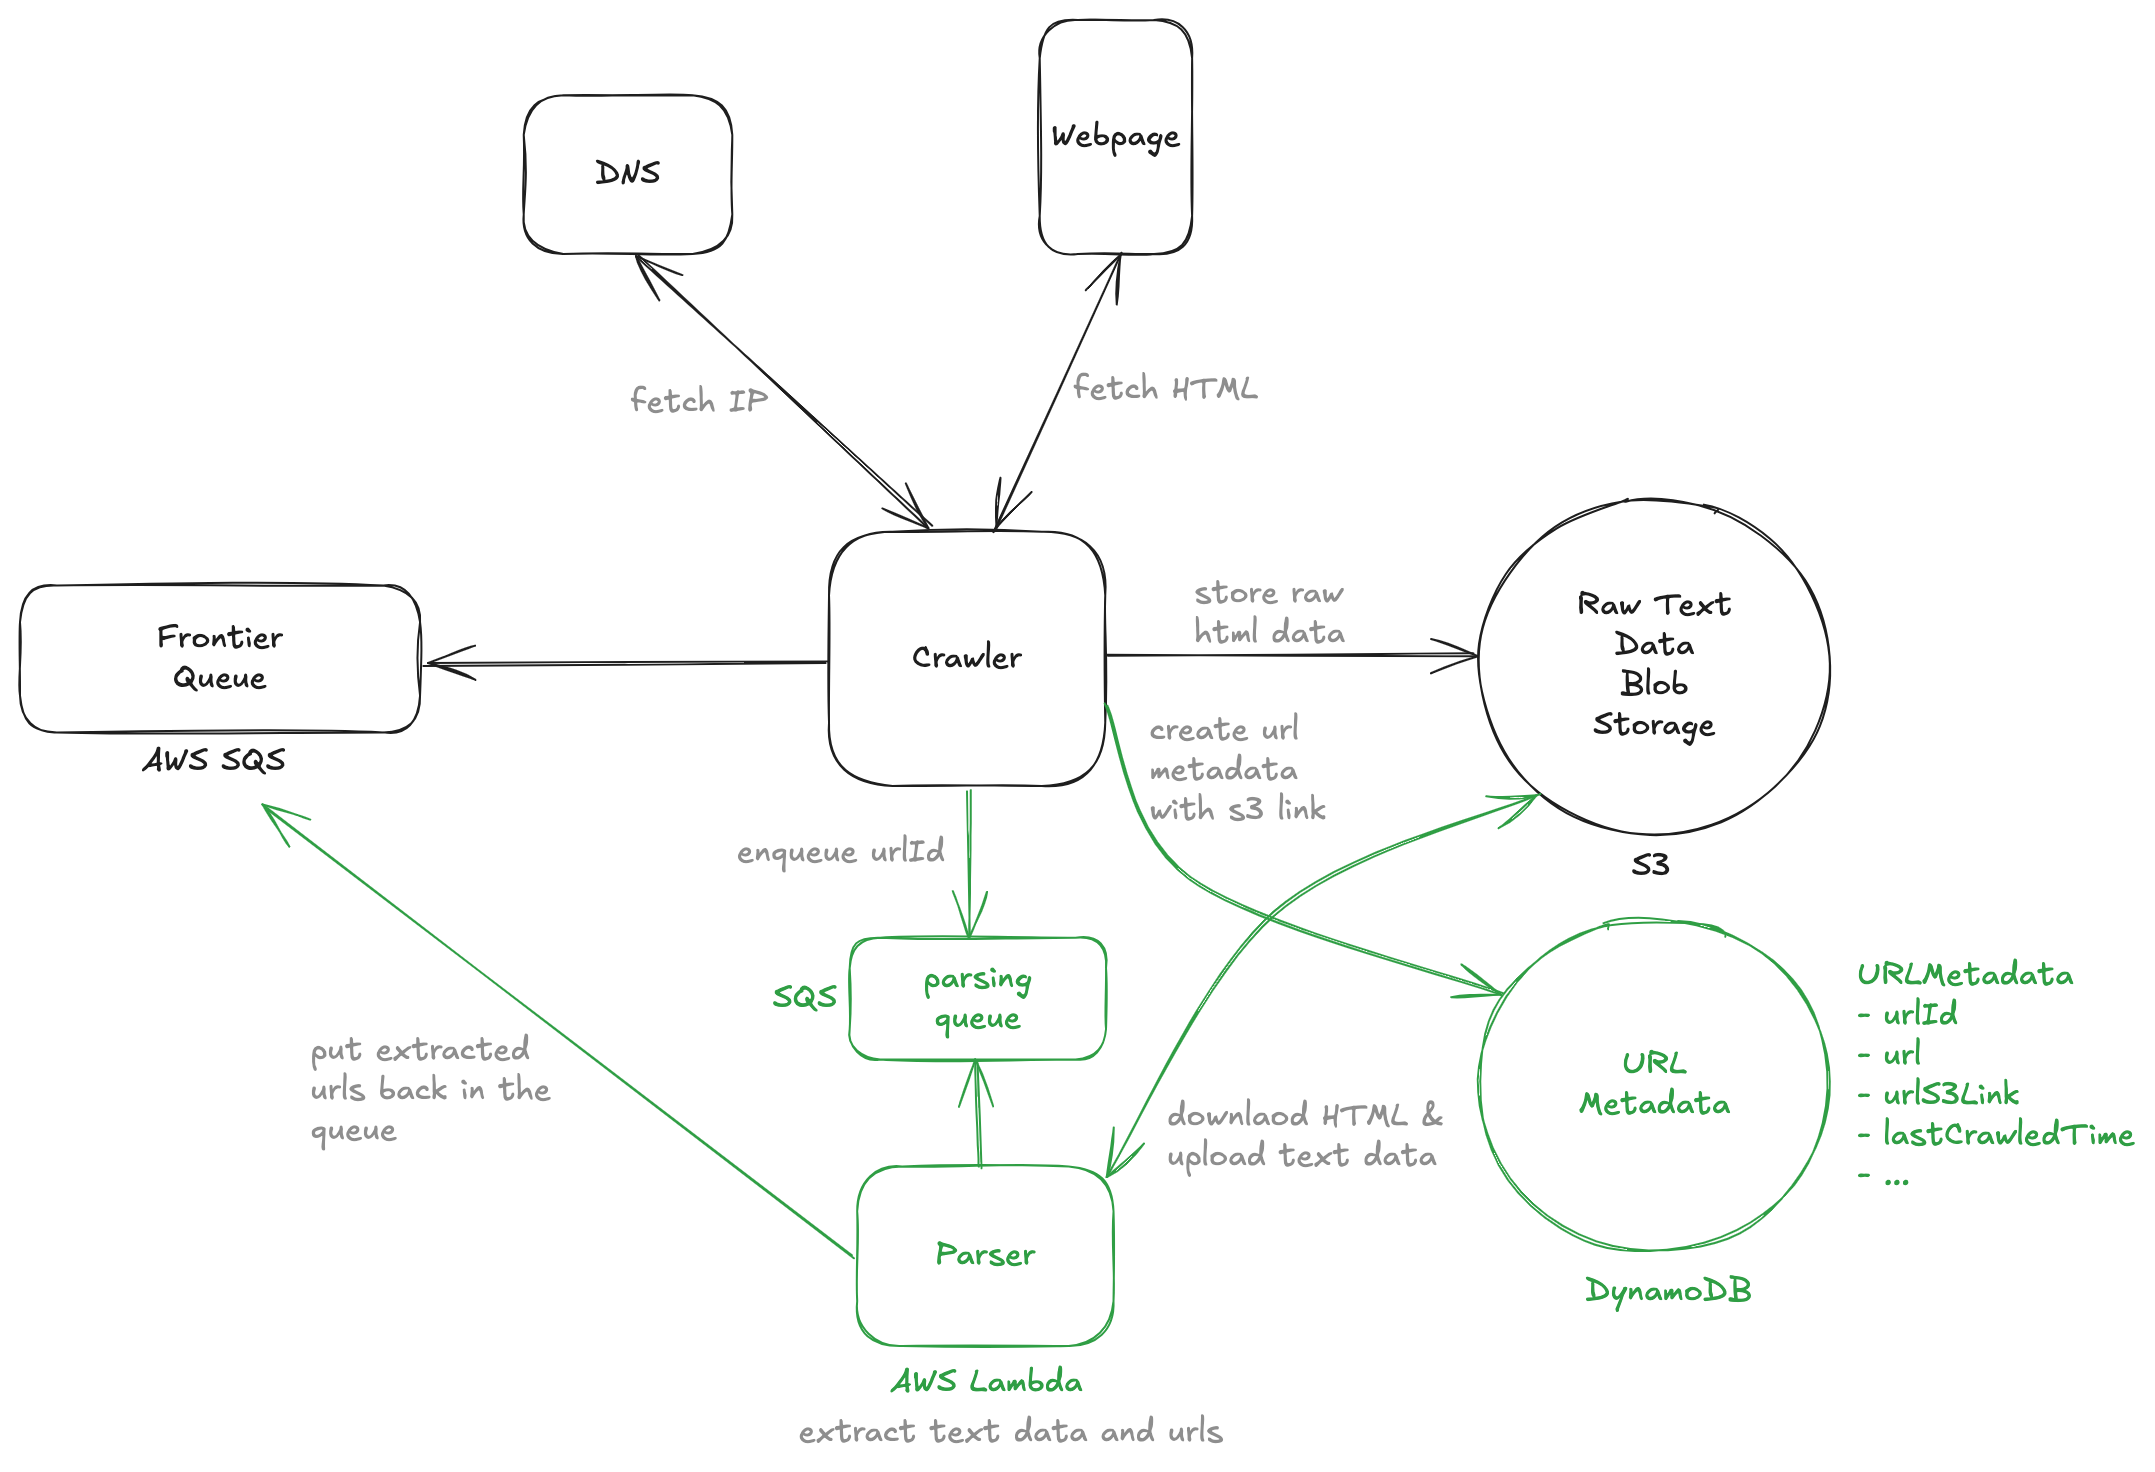 Webpage
DNS
fetch IP
fetch HTML
Frontier
Queue
AWS SQS
Crawler
store raw
html data
Raw Text
Data
Blob
Storage
S3
create url
metadata
with s3 link
enqueue urlId
SQS
parsing
queue
URL
Metadata
DynamoDB
URLMetadata
- urlId
- url
- urlS3Link
- lastCrawledTime
- ...
put extracted
urls back in the
queue
downlaod HTML &
upload text data
Parser
AWS Lambda
extract text data and urls